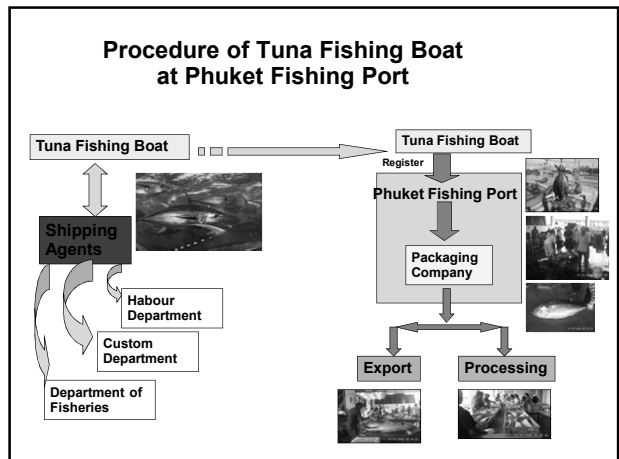 Procedure of Tuna Fishing Boat
at Phuket Fishing Port
Tuna Fishing Boat
Tuna Fishing Boat
Register
Phuket Fishing Port
Shipping
Agents
Packaging
Company
Habour
Department
Custom
Department
Department of
Fisheries
Export
Processing